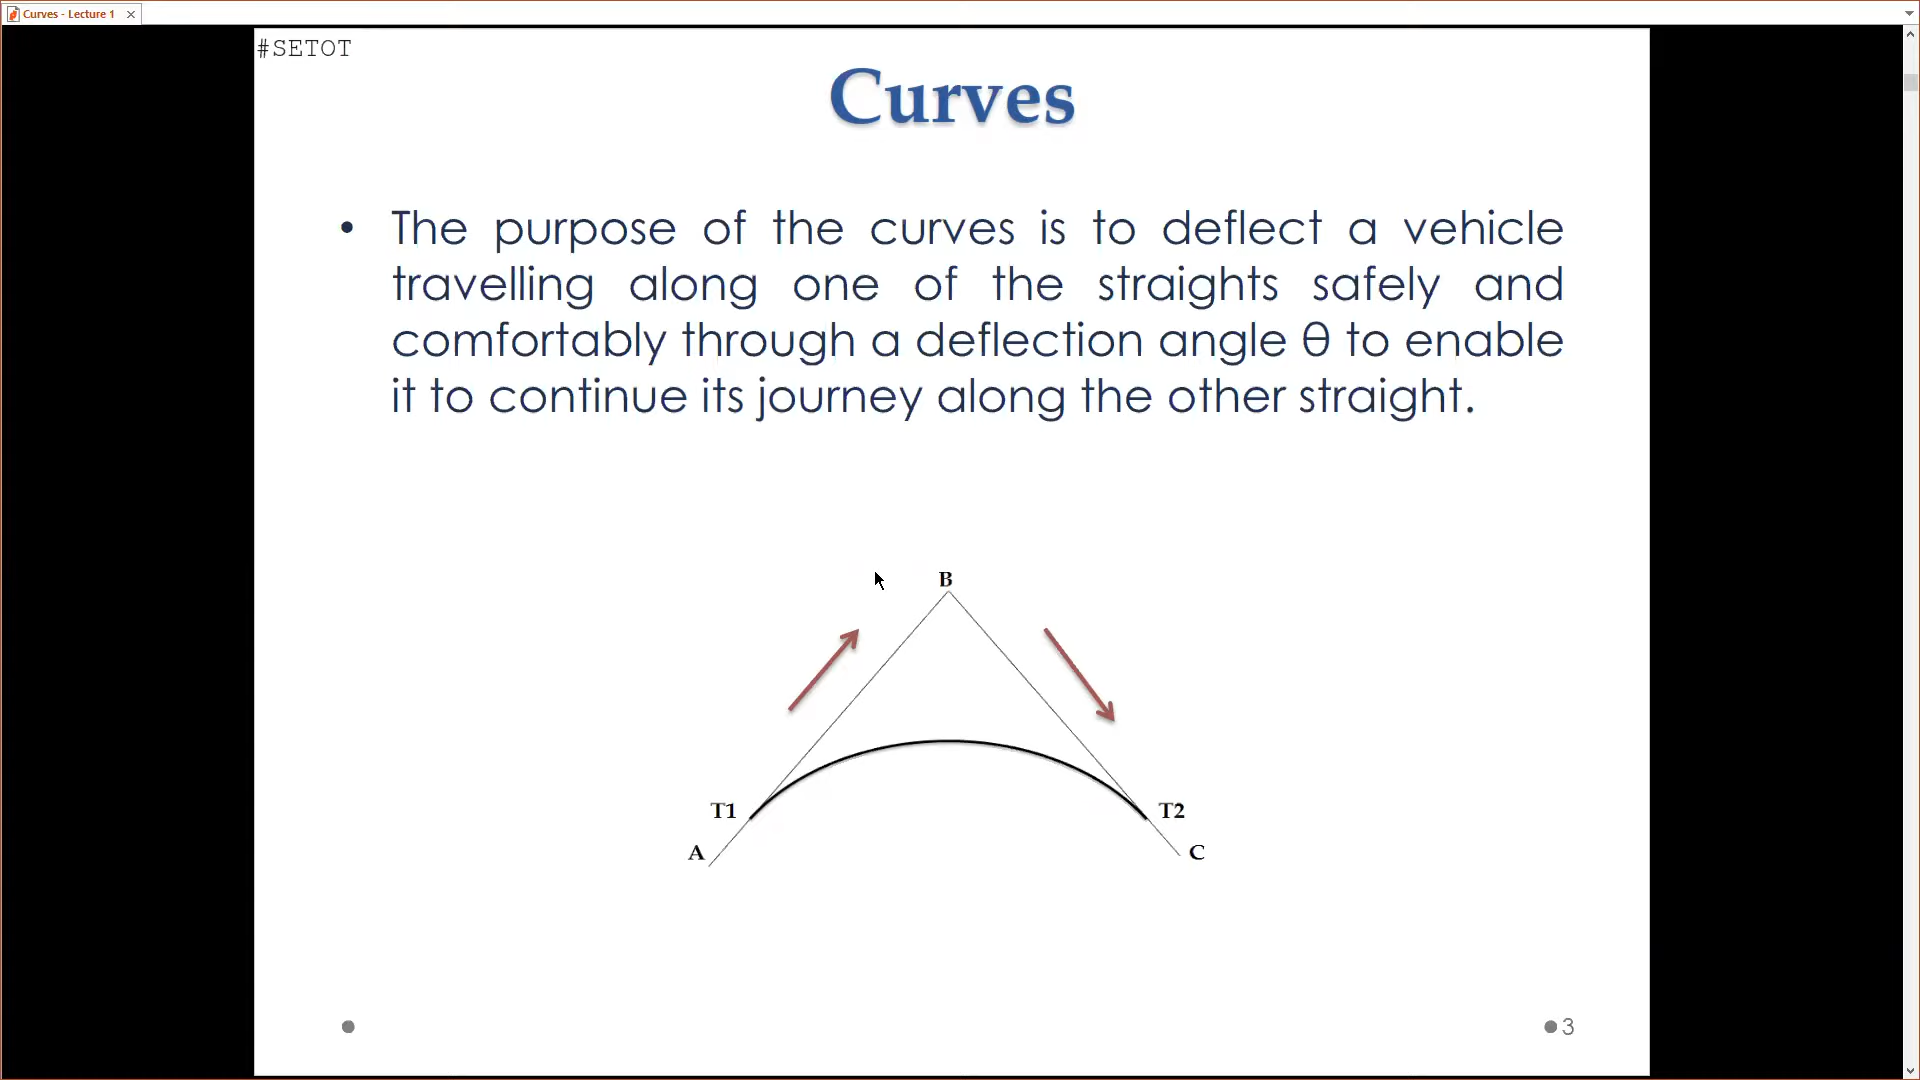 Curves - Lecture 1
#SETOT
Curves
• The purpose of the curves is to deflect a vehicle
travelling along one of the straights safely and
comfortably through a deflection angle θ to enable
it to continue its journey along the other straight.
B
T1
T2
A
C
3